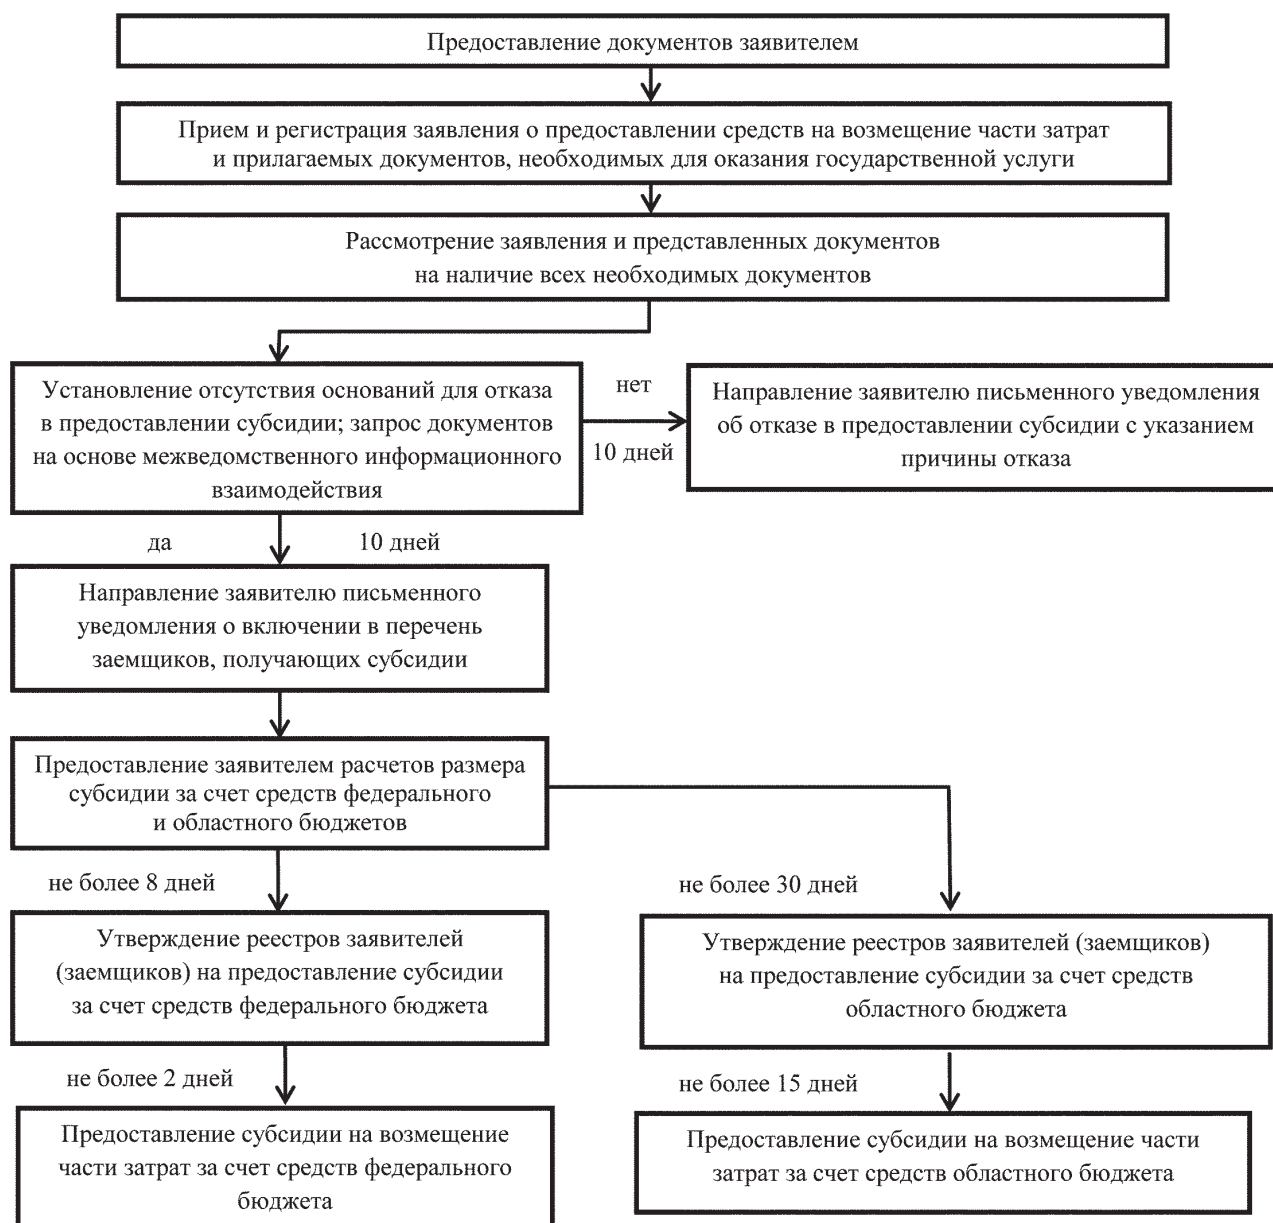 Предоставление документов заявителем
Прием и регистрация заявления о предоставлении средств на возмещение части затрат
и прилагаемых документов, необходимых для оказания государственной услуги
Рассмотрение заявления и представленных документов
на наличие всех необходимых документов
Установление отсутствия оснований для отказа
в предоставлении субсидии; запрос документов
на основе межведомственного информационного
взаимодействия
нет
10 дней
Направление заявителю письменного уведомления
об отказе в предоставлении субсидии с указанием
причины отказа
да 10 дней
Направление заявителю письменного
уведомления о включении в перечень
заемщиков, получающих субсидии
Предоставление заявителем расчетов размера
субсидии за счет средств федерального
и областного бюджетов
не более 8 дней
не более 30 дней
Утверждение реестров заявителей
(заемщиков) на предоставление субсидии
за счет средств федерального бюджета
Утверждение реестров заявителей (заемщиков)
на предоставление субсидии за счет средств
областного бюджета
не более 2 дней
не более 15 дней
Предоставление субсидии на возмещение
части затрат за счет средств федерального
бюджета
Предоставление субсидии на возмещение части
затрат за счет средств областного бюджета